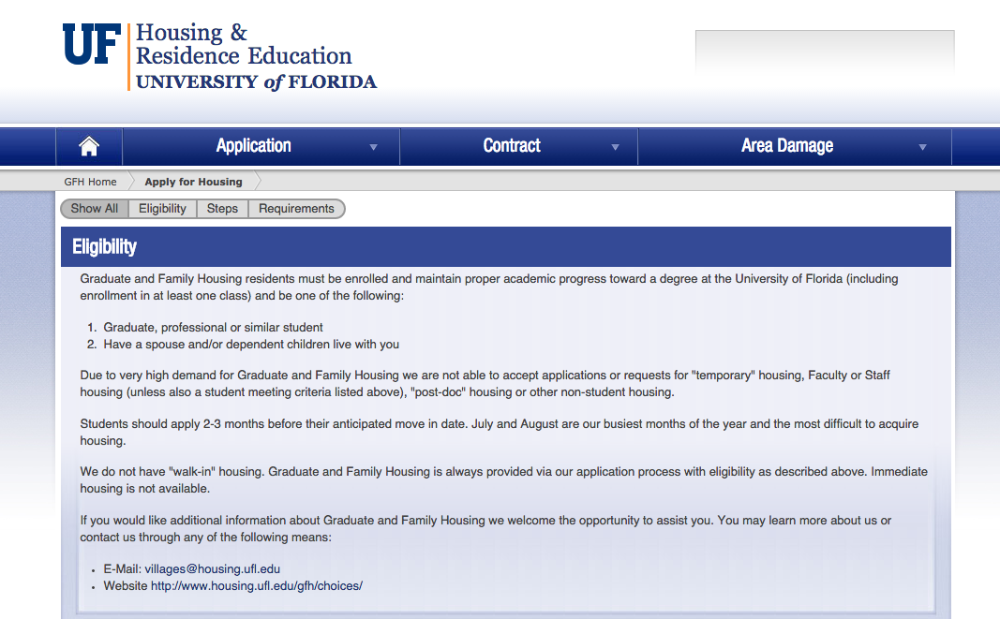 UF Housing &
Residence Education
UNIVERSITY of FLORIDA
Application Contract Area Damage
GFH Home Apply for Housing
Show All Eligibility Steps Requirements
Eligibility
Graduate and Family Housing residents must be enrolled and maintain proper academic progress toward a degree at the University of Florida (including
enrollment in at least one class) and be one of the following:
1. Graduate, professional or similar student
2. Have a spouse and/or dependent children live with you
Due to very high demand for Graduate and Family Housing we are not able to accept applications or requests for "temporary" housing, Faculty or Staff
housing (unless also a student meeting criteria listed above), "post-doc" housing or other non-student housing.
Students should apply 2-3 months before their anticipated move in date. July and August are our busiest months of the year and the most difficult to acquire
housing.
We do not have "walk-in" housing. Graduate and Family Housing is always provided via our application process with eligibility as described above. Immediate
housing is not available.
If you would like additional information about Graduate and Family Housing we welcome the opportunity to assist you. You may learn more about us or
contact us through any of the following means:
• E-Mail: villages@housing.ufl.edu
• Website http://www.housing.ufl.edu/gfh/choices/